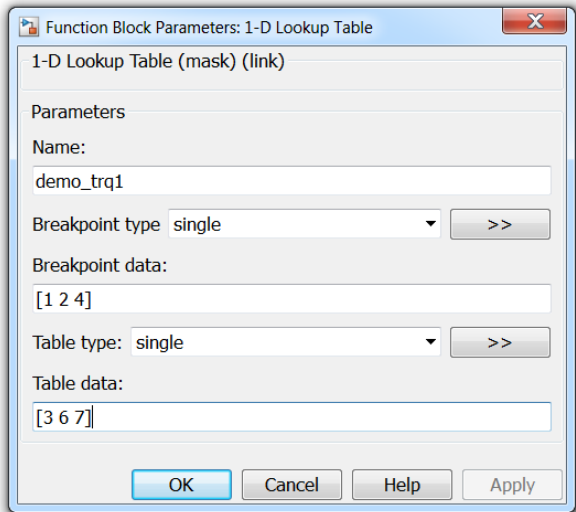 Function Block Parameters: 1-D Lookup Table
1-D Lookup Table (mask) (link)
Parameters
Name:
demo_trq1
Breakpoint type single >>
Breakpoint data:
[1 2 4]
Table type: single >>
Table data:
[3 6 7]
OK Cancel Help Apply